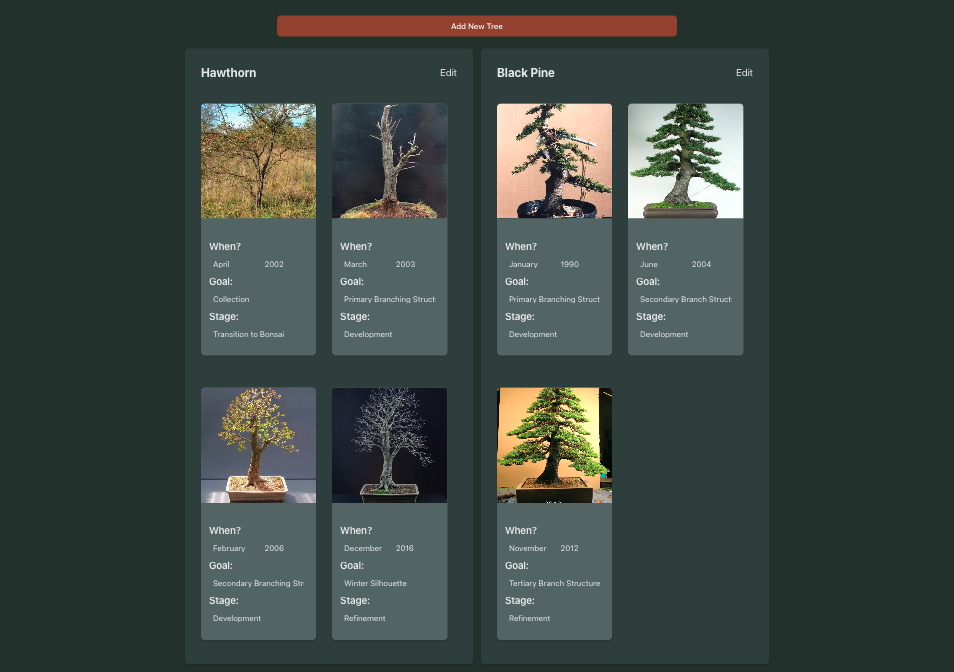 Add New Tree
Hawthorn
Edit
When?
April 2002
Goal:
Collection
Stage:
Transition to Bonsai
When?
March 2003
Goal:
Primary Branching Struct
Stage:
Development
When?
February 2006
Goal:
Secondary Branching Str
Stage:
Development
When?
December 2016
Goal:
Winter Silhouette
Stage:
Refinement
Black Pine
Edit
When?
January 1990
Goal:
Primary Branching Struct
Stage:
Development
When?
June 2004
Goal:
Secondary Branch Struct
Stage:
Development
When?
November 2012
Goal:
Tertiary Branch Structure
Stage:
Refinement